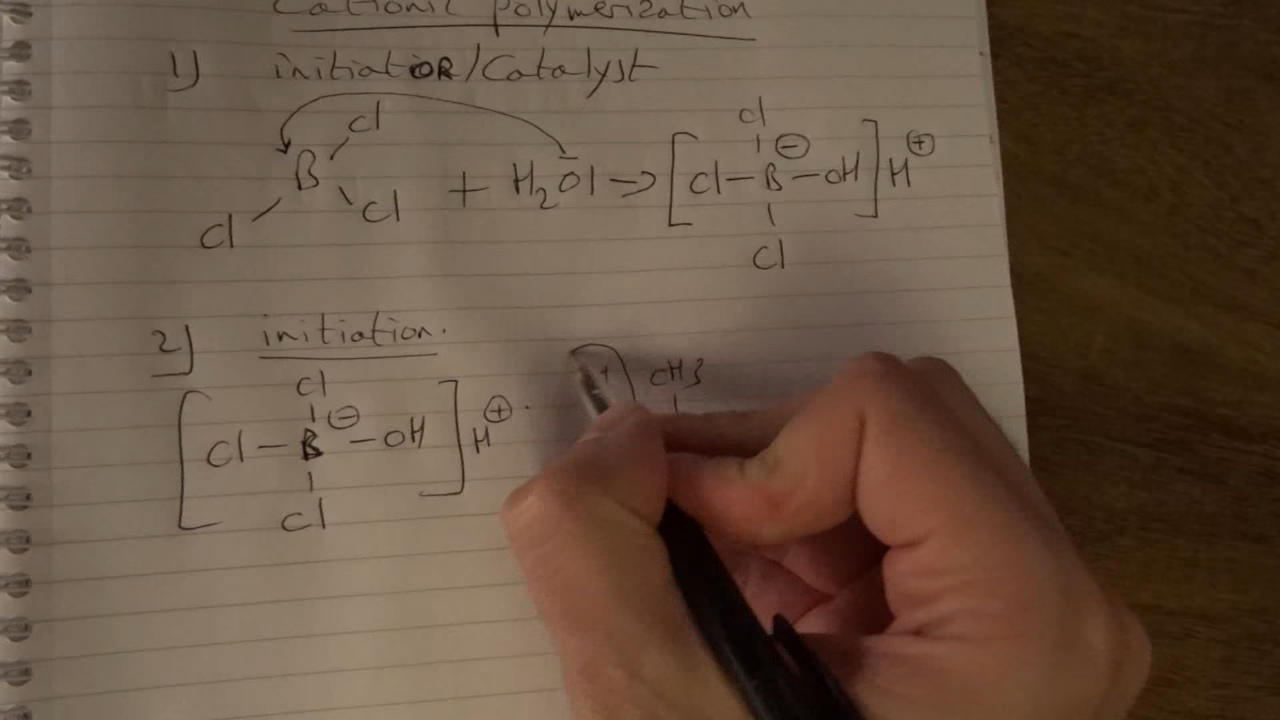 Cationic polymerization
1) initiatOR/Catalyst
Cl
B
Cl
Cl
+ H2O → [Cl-B-OH]H⊕
Cl
⊖
Cl
2) initiation.
Cl
⊖
[Cl-B-OH]H⊕
Cl
CH3